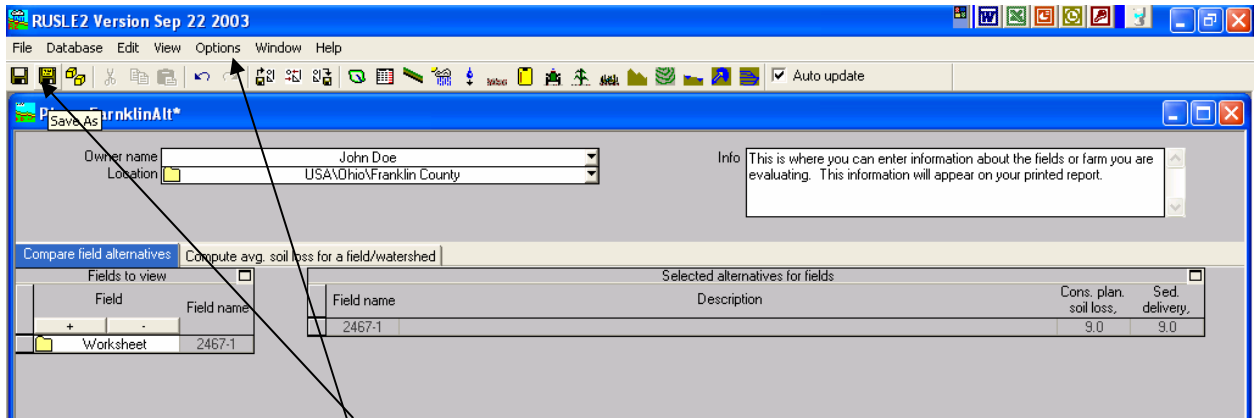 RUSLE2 Version Sep 22 2003
File Database Edit View Options Window Help
Auto update
arnklinAlt*
Save As
Owner name John Doe
Location USA\Ohio\Franklin County
Info This is where you can enter information about the fields or farm you are
evaluating. This information will appear on your printed report.
Compare field alternatives Compute avg. soil loss for a field/watershed
Fields to view
Selected alternatives for fields
Field Field name
+ -
Worksheet 2467-1
Field name Description Cons. plan. Sed.
soil loss, delivery,
2467-1 9.0 9.0